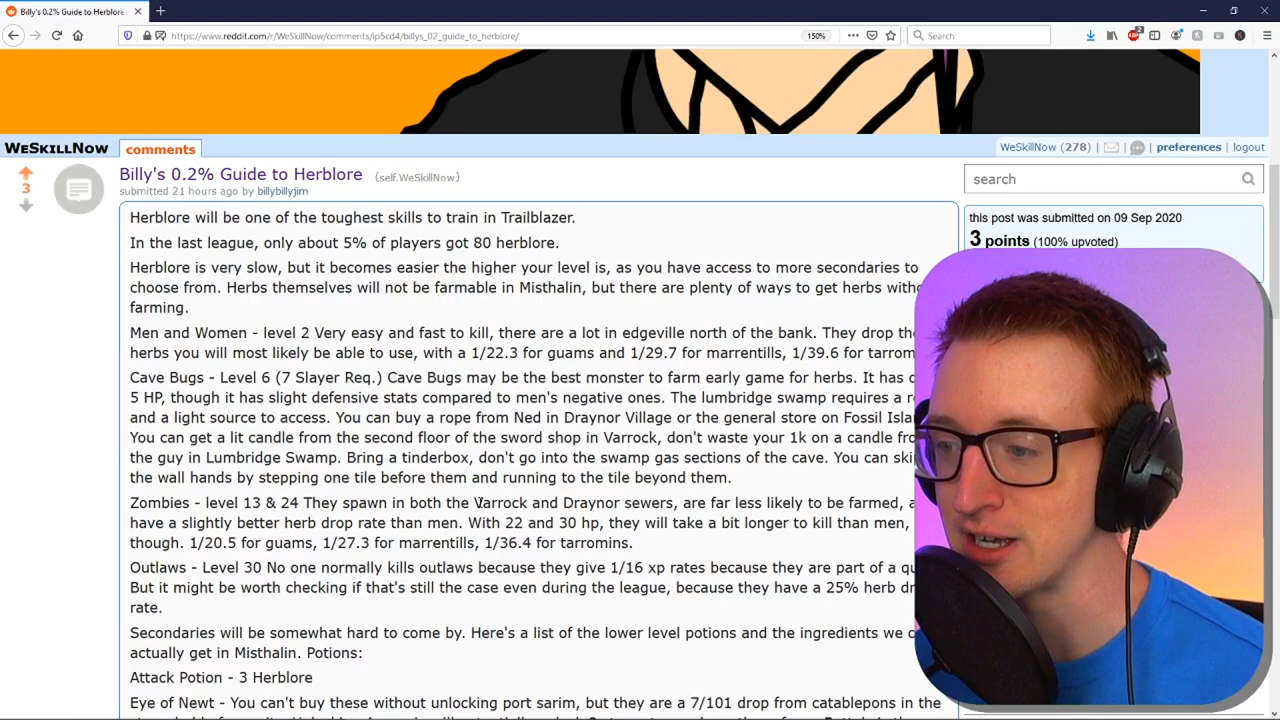 Billy's 0.2% Guide to Herblore
https://www.reddit.com/r/WeSkillNow/comments/ip5cd4/billys_02_guide_to_herblore/
150%
Search
WeSkillNow
comments
WeSkillNow (278) | | | preferences | logout
3
Billy's 0.2% Guide to Herblore (self.WeSkillNow)
submitted 21 hours ago by billybillyjim
search
this post was submitted on 09 Sep 2020
3 points (100% upvoted)
Herblore will be one of the toughest skills to train in Trailblazer.
In the last league, only about 5% of players got 80 herblore.
Herblore is very slow, but it becomes easier the higher your level is, as you have access to more secondaries to
choose from. Herbs themselves will not be farmable in Misthalin, but there are plenty of ways to get herbs
farming.
Men and Women - level 2 Very easy and fast to kill, there are a lot in edgeville north of the bank. They drop
herbs you will most likely be able to use, with a 1/22.3 for guams and 1/29.7 for marrentills, 1/39.6 for
Cave Bugs - Level 6 (7 Slayer Req.) Cave Bugs may be the best monster to farm early game for herbs. It has
5 HP, though it has slight defensive stats compared to men's negative ones. The lumbridge swamp requires a
and a light source to access. You can buy a rope from Ned in Draynor Village or the general store on Fossil
You can get a lit candle from the second floor of the sword shop in Varrock, don't waste your 1k on a candle
the guy in Lumbridge Swamp. Bring a tinderbox, don't go into the swamp gas sections of the cave. You can
the wall hands by stepping one tile before them and running to the tile beyond them.
Zombies - level 13 & 24 They spawn in both the Varrock and Draynor sewers, are far less likely to be farmed,
have a slightly better herb drop rate than men. With 22 and 30 hp, they will take a bit longer to kill than men,
though. 1/20.5 for guams, 1/27.3 for marrentills, 1/36.4 for tarromins.
Outlaws - Level 30 No one normally kills outlaws because they give 1/16 xp rates because they are part of a
But it might be worth checking if that's still the case even during the league, because they have a 25% herb
rate.
Secondaries will be somewhat hard to come by. Here's a list of the lower level potions and the ingredients we
actually get in Misthalin. Potions:
Attack Potion - 3 Herblore
Eye of Newt - You can't buy these without unlocking port sarim, but they are a 7/101 drop from catablepons in the